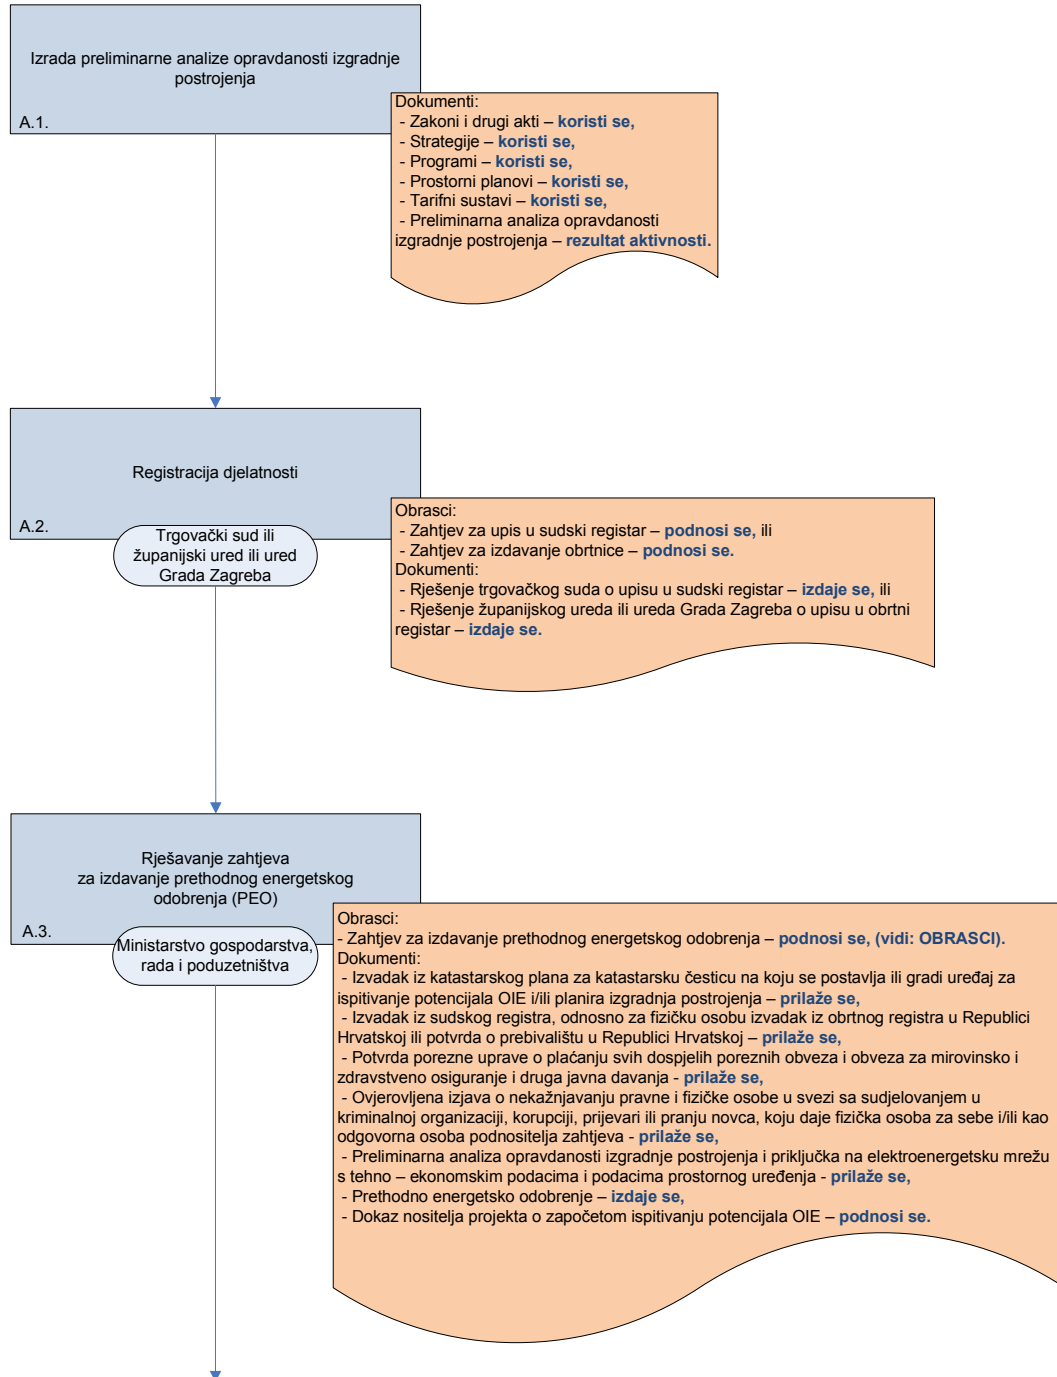 Izrada preliminarne analize opravdanosti izgradnje
postrojenja
A.1.
Dokumenti:
- Zakoni i drugi akti – koristi se,
- Strategije – koristi se,
- Programi – koristi se,
- Prostorni planovi – koristi se,
- Tarifni sustavi – koristi se,
- Preliminarna analiza opravdanosti
izgradnje postrojenja – rezultat aktivnosti.
Registracija djelatnosti
A.2.
Trgovački sud ili
županijski ured ili ured
Grada Zagreba
Obrasci:
- Zahtjev za upis u sudski registar – podnosi se, ili
- Zahtjev za izdavanje obrtnice – podnosi se.
Dokumenti:
- Rješenje trgovačkog suda o upisu u sudski registar – izdaje se, ili
- Rješenje županijskog ureda ili ureda Grada Zagreba o upisu u obrtni
registar – izdaje se.
Rješavanje zahtjeva
za izdavanje prethodnog energetskog
odobrenja (PEO)
A.3.
Ministarstvo gospodarstva,
rada i poduzetništva
Obrasci:
- Zahtjev za izdavanje prethodnog energetskog odobrenja – podnosi se, (vidi: OBRASCI).
Dokumenti:
- Izvadak iz katastarskog plana za katastarsku česticu na koju se postavlja ili gradi uređaj za
ispitivanje potencijala OIE i/ili planira izgradnja postrojenja – prilaže se,
- Izvadak iz sudskog registra, odnosno za fizičku osobu izvadak iz obrtnog registra u Republici
Hrvatskoj ili potvrda o prebivalištu u Republici Hrvatskoj – prilaže se,
- Potvrda porezne uprave o plaćanju svih dospjelih poreznih obveza i obveza za mirovinsko i
zdravstveno osiguranje i druga javna davanja - prilaže se,
- Ovjerovljena izjava o nekažnjavanju pravne i fizičke osobe u svezi sa sudjelovanjem u
kriminalnoj organizaciji, korupciji, prijevari ili pranju novca, koju daje fizička osoba za sebe i/ili kao
odgovorna osoba podnositelja zahtjeva - prilaže se,
- Preliminarna analiza opravdanosti izgradnje postrojenja i priključka na elektroenergetsku mrežu
s tehno – ekonomskim podacima i podacima prostornog uređenja - prilaže se,
- Prethodno energetsko odobrenje – izdaje se,
- Dokaz nositelja projekta o započetom ispitivanju potencijala OIE – podnosi se.